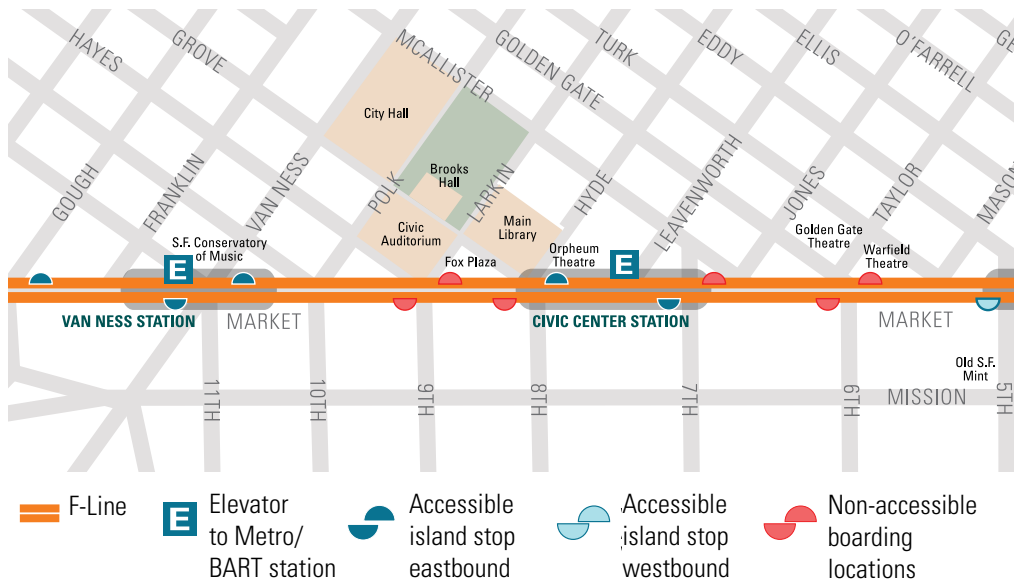 HAYES
GROVE
MCALLISTER
GOLDEN GATE
TURK
EDDY
ELLIS
O'FARRELL
GE
City Hall
Brooks
Hall
GOUGH
FRANKLIN
VAN NESS
POLK
LARKIN
HYDE
LEAVENWORTH
JONES
TAYLOR
MASON
Civic
Auditorium
Main
Library
S.F. Conservatory
of Music
E
Fox Plaza
Orpheum
Theatre
E
Golden Gate
Theatre
Warfield
Theatre
VAN NESS STATION
MARKET
CIVIC CENTER STATION
MARKET
Old S.F.
Mint
11TH
10TH
9TH
8TH
7TH
6TH
MISSION
5TH
F-Line
E
Elevator
to Metro/
BART station
Accessible
island stop
eastbound
Accessible
island stop
westbound
Non-accessible
boarding
locations